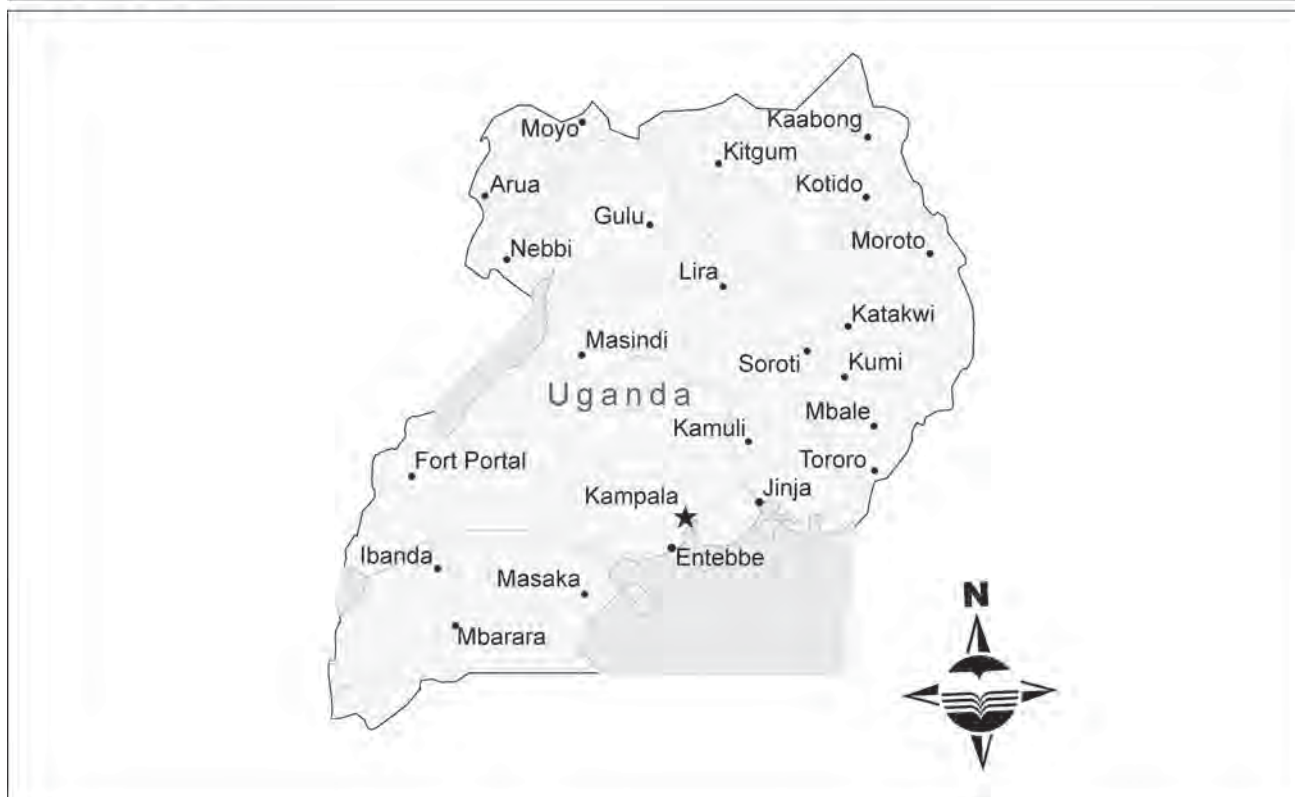 Moyo
Kaabong
Kitgum
Arua
Kotido
Gulu
Nebbi
Moroto
Lira
Katakwi
Masindi
Soroti
Kumi
Uganda
Mbale
Kamuli
Fort Portal
Tororo
Jinja
Kampala
Ibanda
Entebbe
Masaka
N
Mbarara